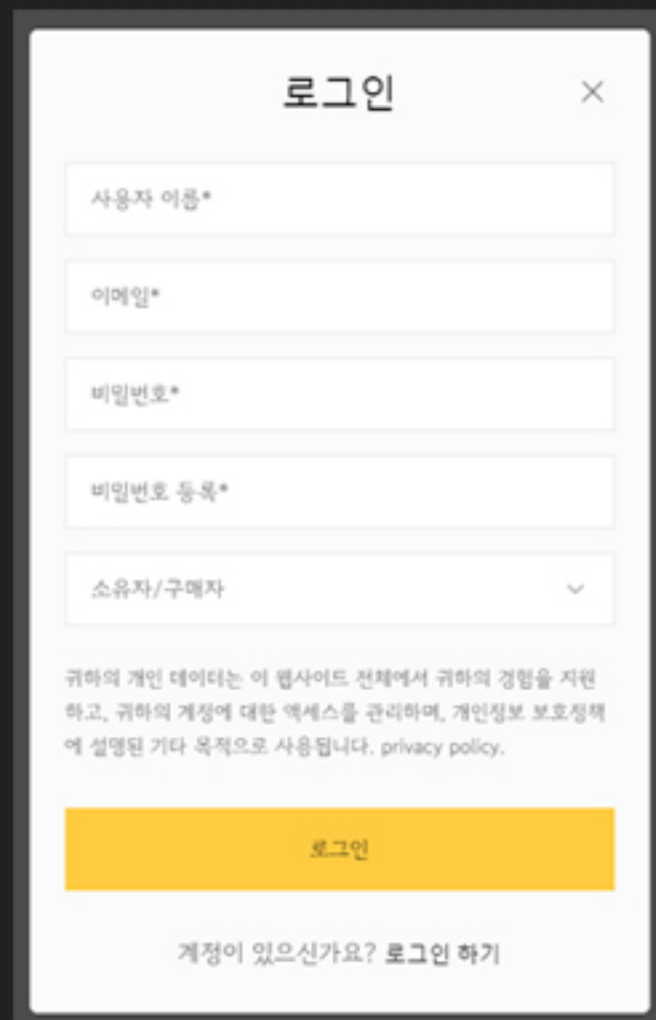 로그인
사용자 이름*
이메일*
비밀번호*
비밀번호 등록*
소유자/구매자
귀하의 개인 데이터는 이 웹사이트 전체에서 귀하의 경험을 지원
하고, 귀하의 계정에 대한 액세스를 관리하며, 개인정보 보호정책
에 설명된 기타 목적으로 사용됩니다. privacy policy.
로그인
계정이 있으신가요? 로그인 하기